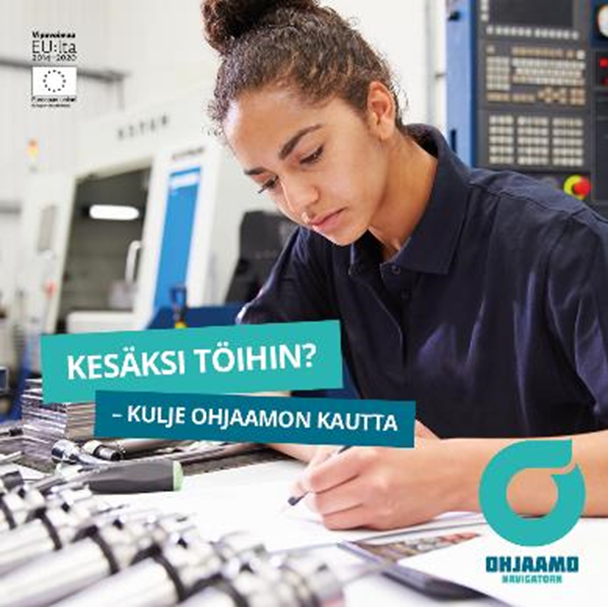 Vipuvoimaa
EU:lta
2014–2020
KESÄKSI TÖIHIN?
– KULJE OHJAAMON KAUTTA
OHJAAMO
NAVIGATORN